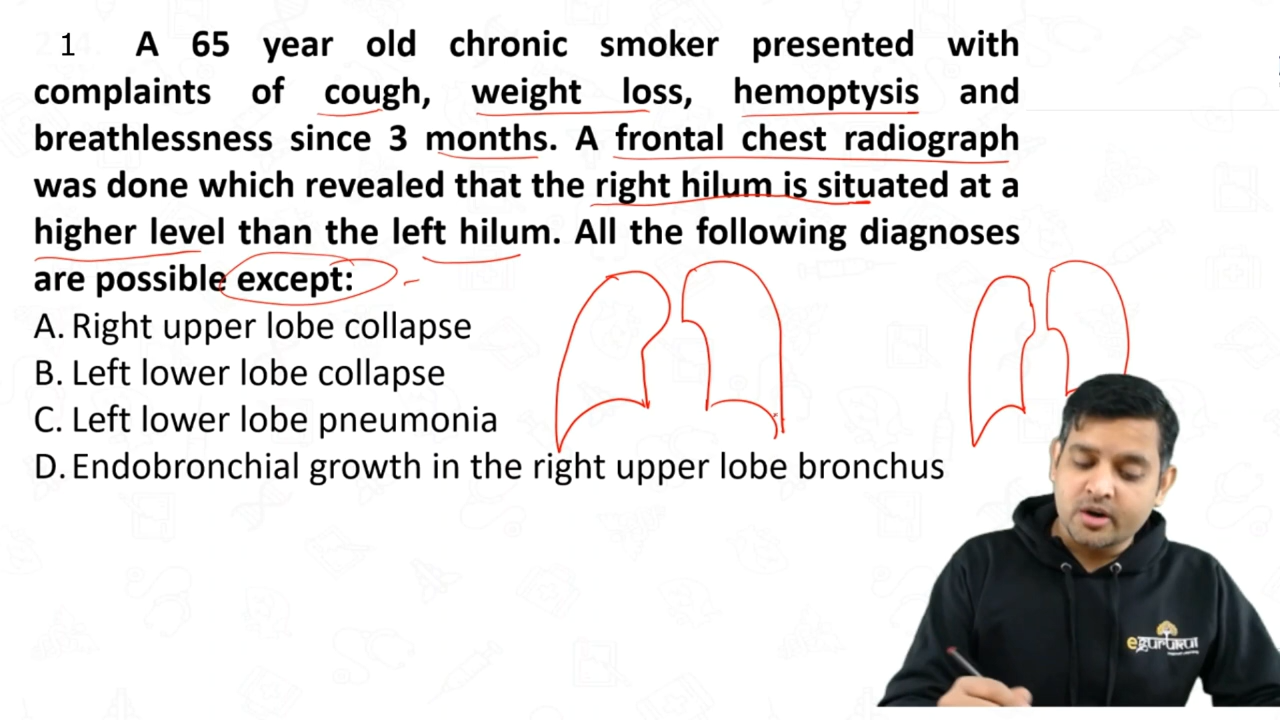 1 A 65 year old chronic smoker presented with
complaints of cough, weight loss, hemoptysis and
breathlessness since 3 months. A frontal chest radiograph
was done which revealed that the right hilum is situated at a
higher level than the left hilum. All the following diagnoses
are possible except:
A. Right upper lobe collapse
B. Left lower lobe collapse
C. Left lower lobe pneumonia
D. Endobronchial growth in the right upper lobe bronchus
egurukul